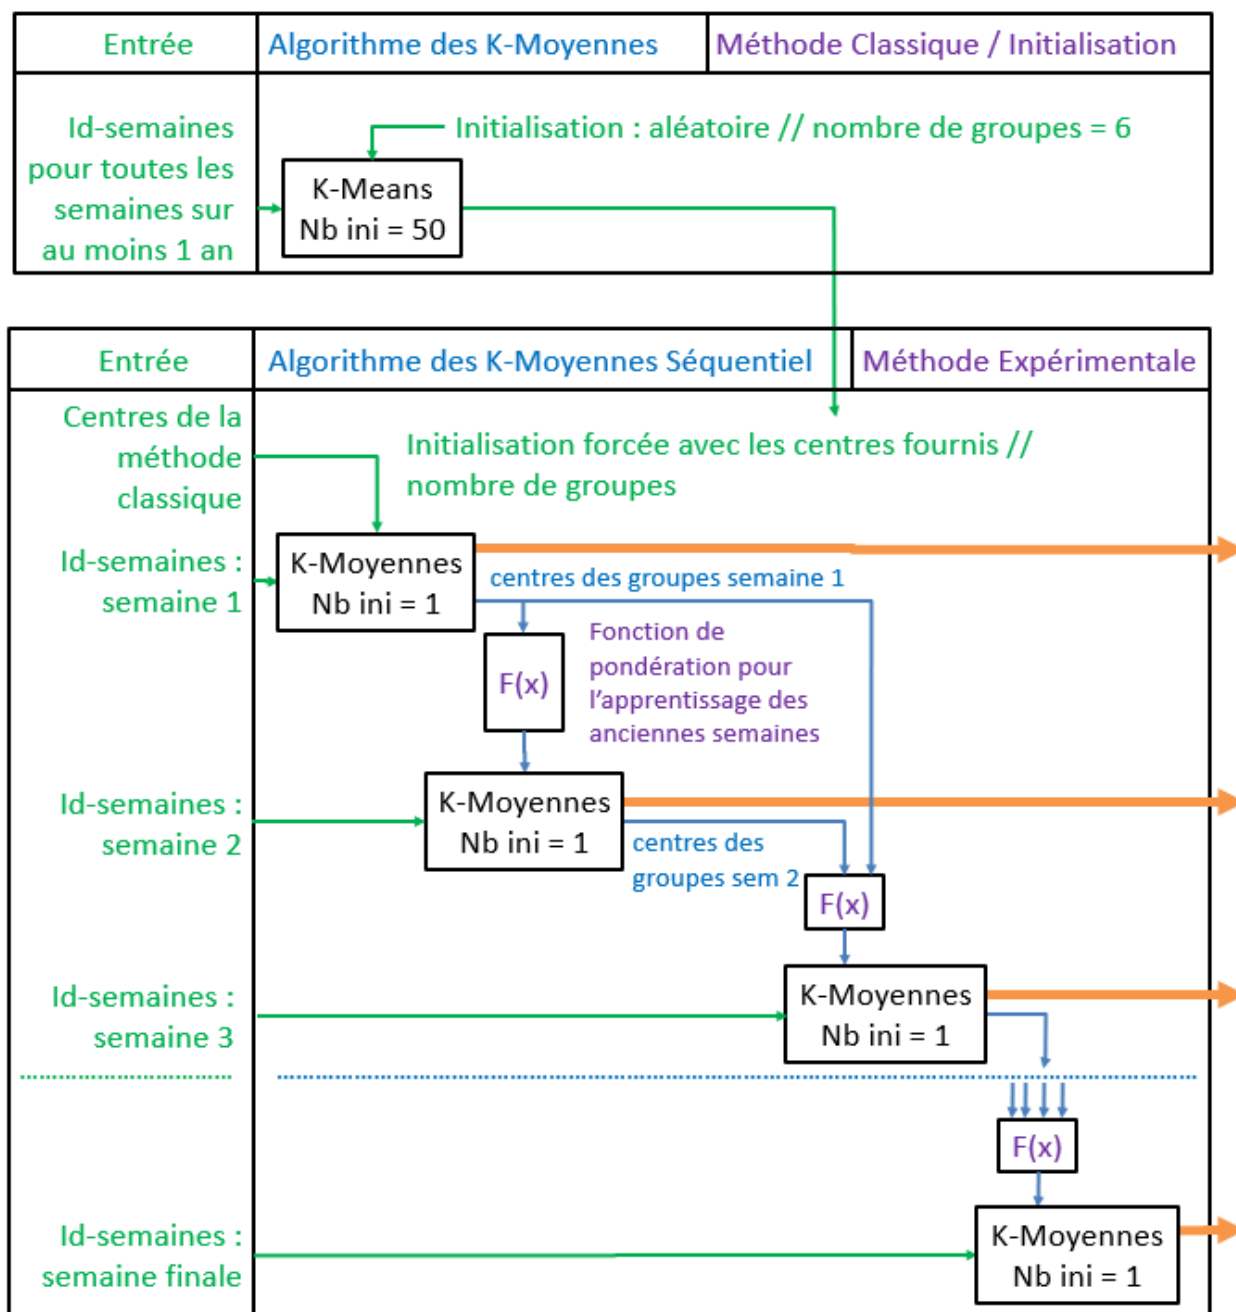 Entrée
Algorithme des K-Moyennes
Méthode Classique / Initialisation
Id-semaines
pour toutes les
semaines sur
au moins 1 an
Initialisation : aléatoire // nombre de groupes = 6
K-Means
Nb ini = 50
Entrée
Algorithme des K-Moyennes Séquentiel
Méthode Expérimentale
Centres de la
méthode
classique
Initialisation forcée avec les centres fournis //
nombre de groupes
Id-semaines :
semaine 1
K-Moyennes
Nb ini = 1
centres des groupes semaine 1
F(x)
Fonction de
pondération pour
l'apprentissage des
anciennes semaines
Id-semaines :
semaine 2
K-Moyennes
Nb ini = 1
centres des
groupes sem 2
F(x)
Id-semaines :
semaine 3
K-Moyennes
Nb ini = 1
F(x)
Id-semaines :
semaine finale
K-Moyennes
Nb ini = 1